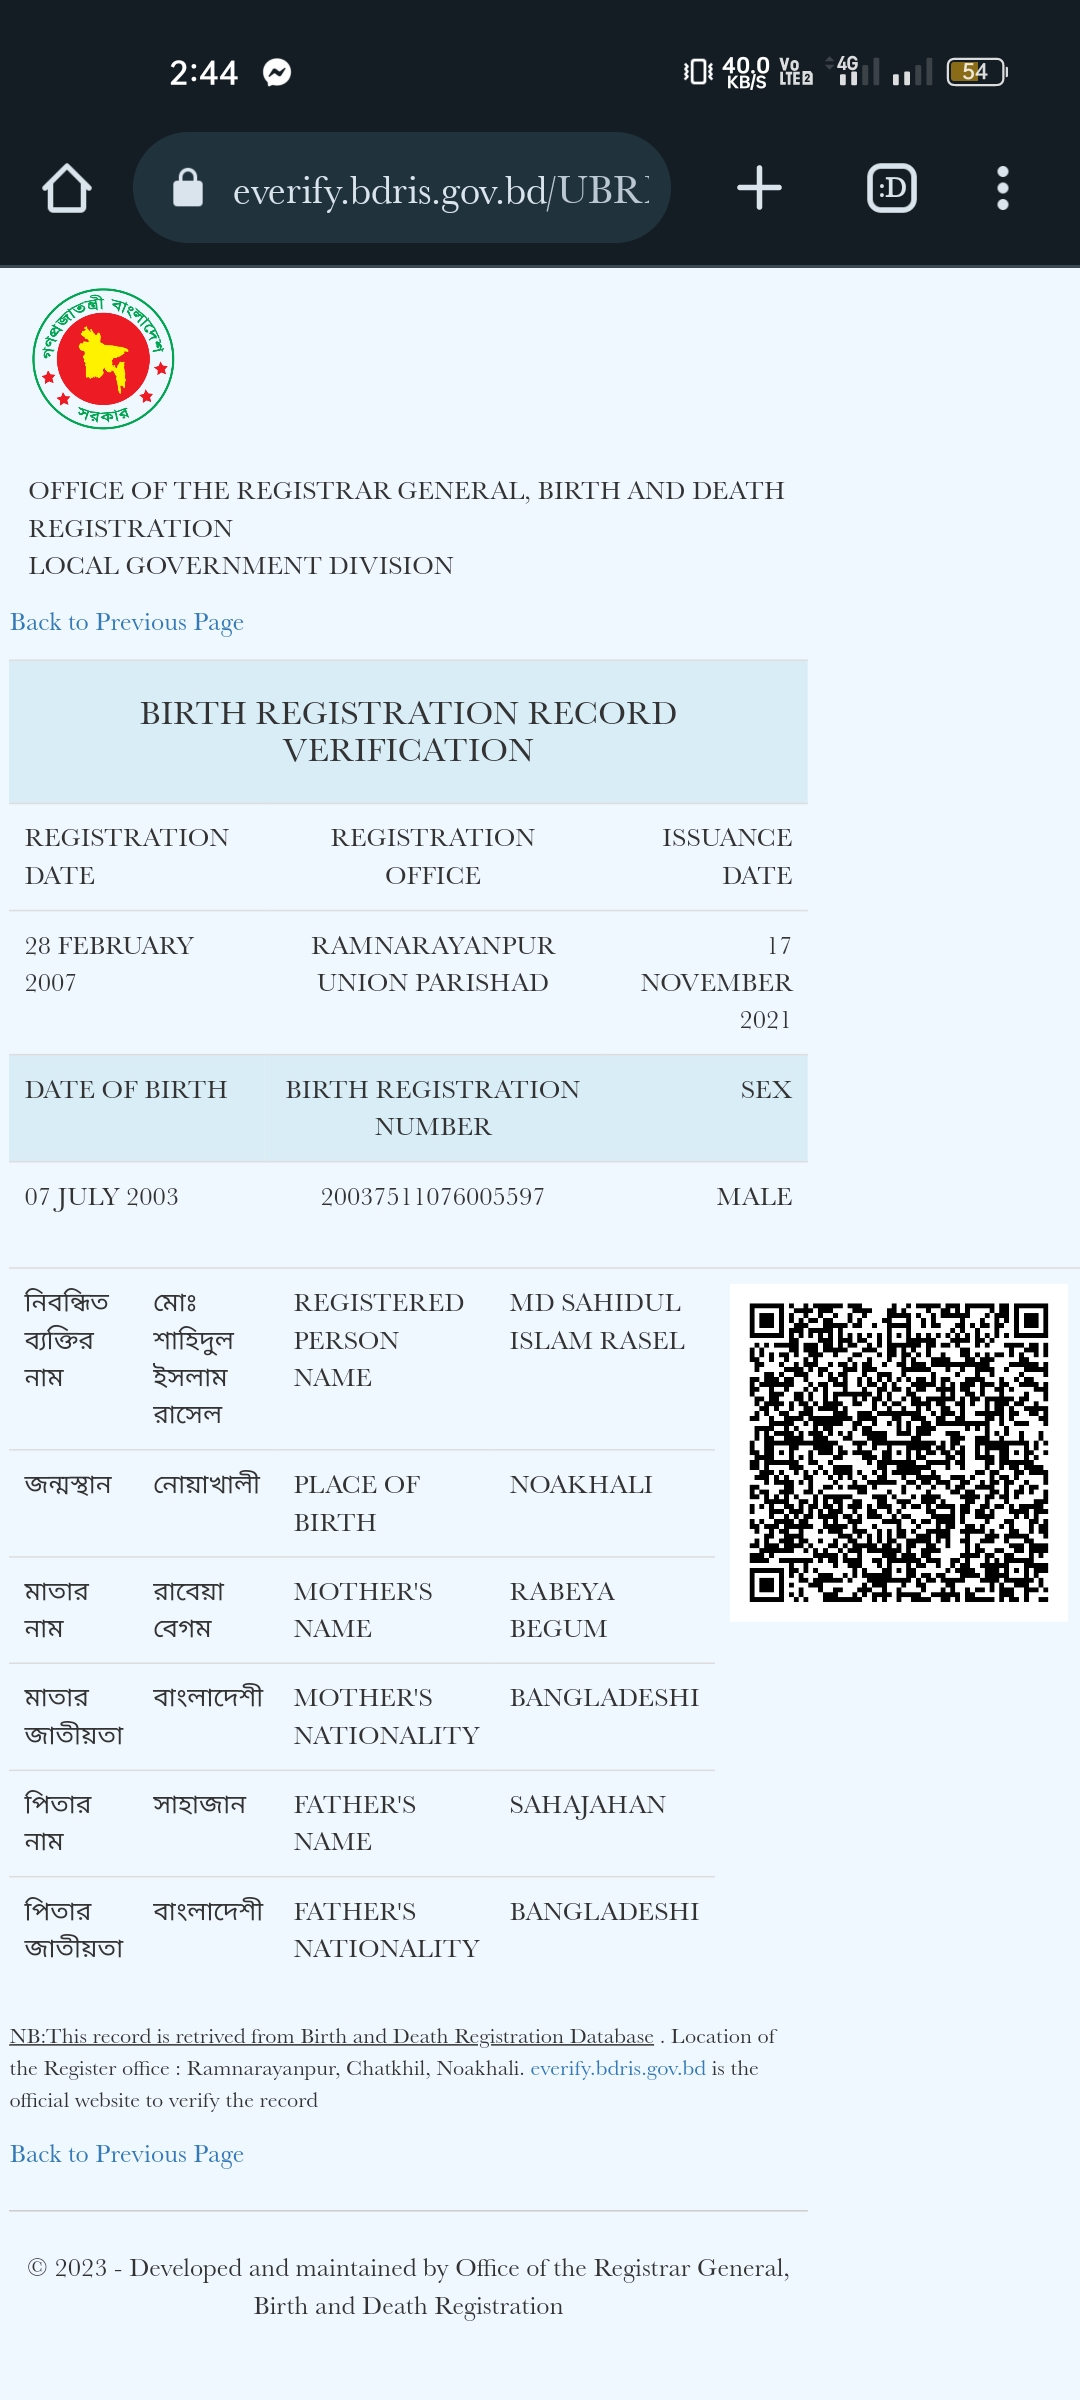 2:44
40.0
KB/S
Vo
LTE2
4G
54
everify.bdris.gov.bd/UBR
:D
গণপ্রজাতন্ত্রী বাংলাদেশ
সরকার
OFFICE OF THE REGISTRAR GENERAL, BIRTH AND DEATH
REGISTRATION
LOCAL GOVERNMENT DIVISION
Back to Previous Page
BIRTH REGISTRATION RECORD
VERIFICATION
REGISTRATION REGISTRATION ISSUANCE
DATE OFFICE DATE
28 FEBRUARY RAMNARAYANPUR 17
2007 UNION PARISHAD NOVEMBER
2021
DATE OF BIRTH BIRTH REGISTRATION SEX
NUMBER
07 JULY 2003 20037511076005597 MALE
নিবন্ধিত মোঃ REGISTERED MD SAHIDUL
ব্যক্তির শাহিদুল PERSON ISLAM RASEL
নাম ইসলাম NAME
রাসেল
জন্মস্থান নোয়াখালী PLACE OF NOAKHALI
BIRTH
মাতার রাবেয়া MOTHER'S RABEYA
নাম বেগম NAME BEGUM
মাতার বাংলাদেশী MOTHER'S BANGLADESHI
জাতীয়তা NATIONALITY
পিতার সাহাজান FATHER'S SAHAJAHAN
নাম NAME
পিতার বাংলাদেশী FATHER'S BANGLADESHI
জাতীয়তা NATIONALITY
NB:This record is retrived from Birth and Death Registration Database . Location of
the Register office : Ramnarayanpur, Chatkhil, Noakhali. everify.bdris.gov.bd is the
official website to verify the record
Back to Previous Page
© 2023 - Developed and maintained by Office of the Registrar General,
Birth and Death Registration